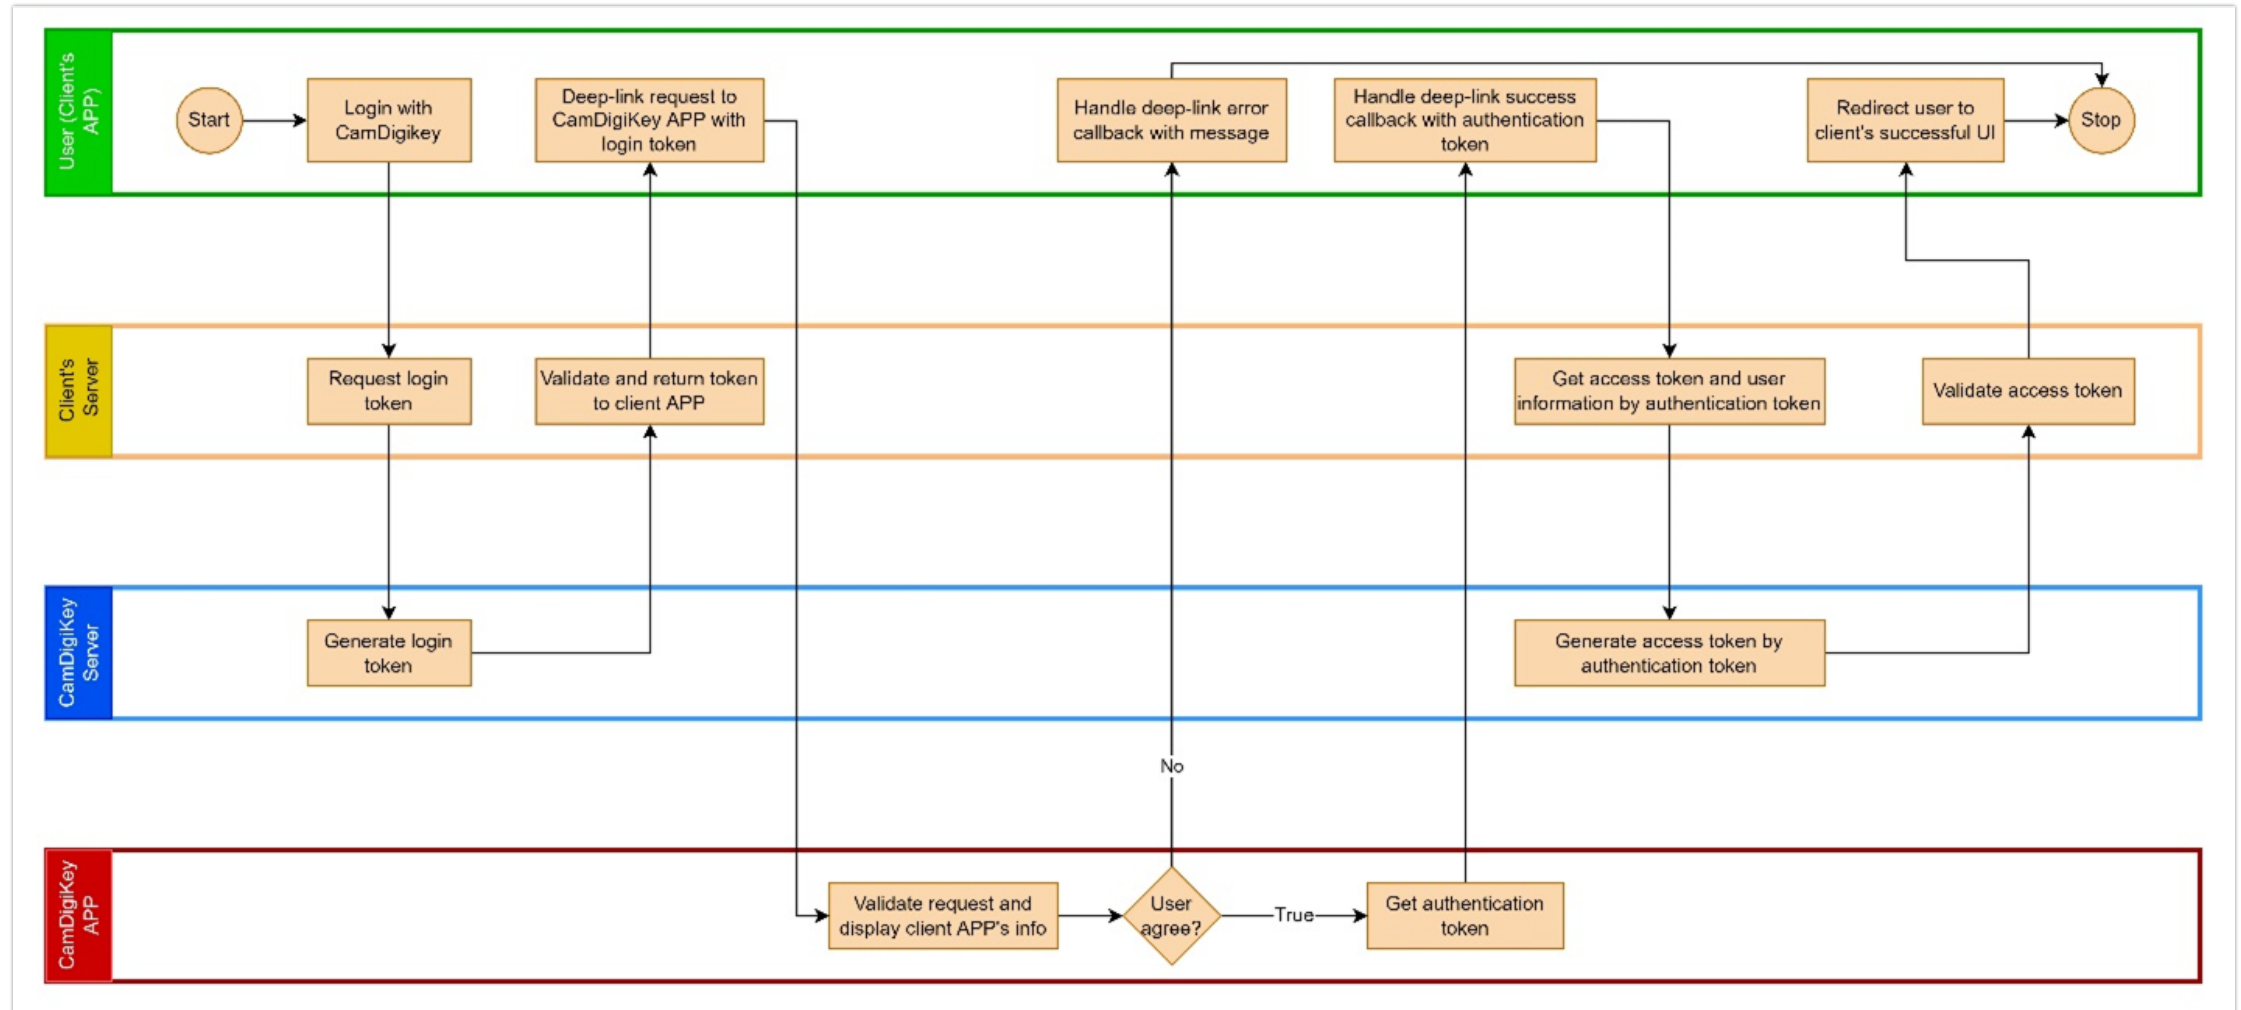 User (Client's
APP)
Start
Login with
CamDigikey
Deep-link request to
CamDigiKey APP with
login token
Handle deep-link error
callback with message
Handle deep-link success
callback with authentication
token
Redirect user to
client's successful UI
Stop
Client's
Server
Request login
token
Validate and return token
to client APP
Get access token and user
information by authentication token
Validate access token
CamDigiKey
Server
Generate login
token
Generate access token by
authentication token
No
CamDigiKey
APP
Validate request and
display client APP's info
User
agree?
True
Get authentication
token